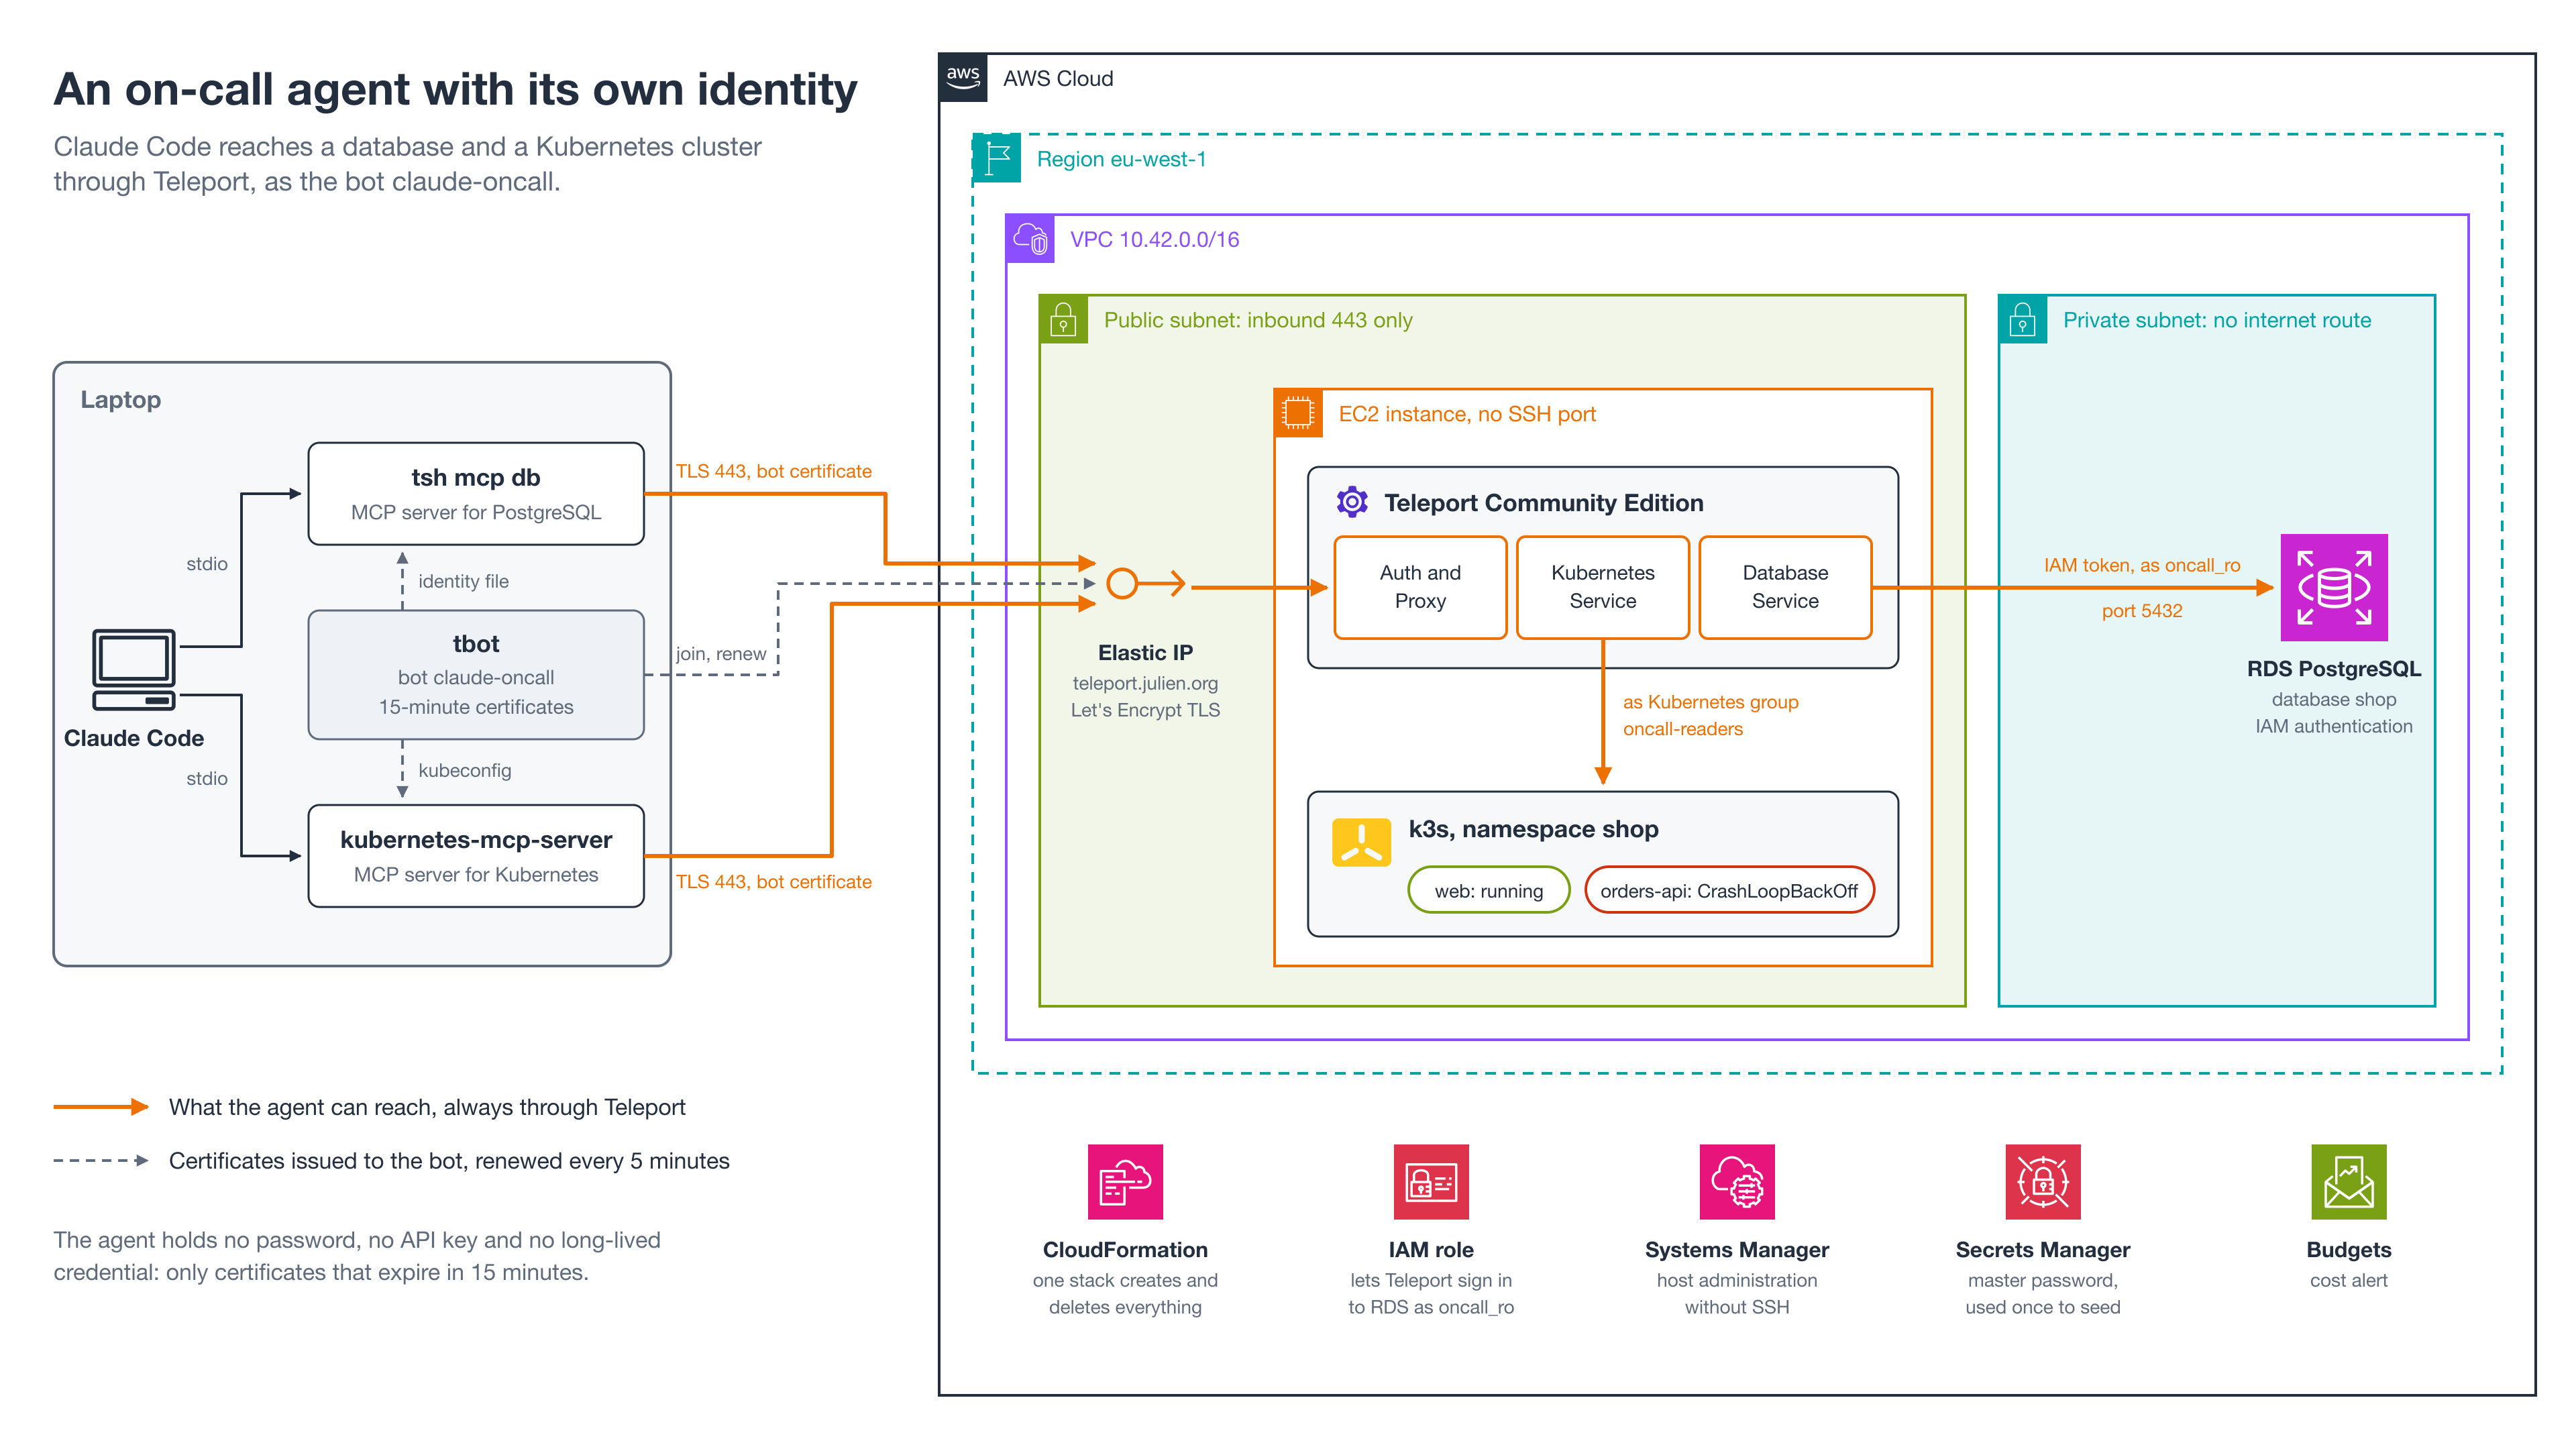 An on-call agent with its own identity
Claude Code reaches a database and a Kubernetes cluster
through Teleport, as the bot claude-oncall.
Laptop
tsh mcp db
MCP server for PostgreSQL
stdio
identity file
tbot
bot claude-oncall
15-minute certificates
Claude Code
stdio
kubeconfig
kubernetes-mcp-server
MCP server for Kubernetes
TLS 443, bot certificate
join, renew
TLS 443, bot certificate
aws
AWS Cloud
Region eu-west-1
VPC 10.42.0.0/16
Public subnet: inbound 443 only
Elastic IP
teleport.julien.org
Let's Encrypt TLS
EC2 instance, no SSH port
Teleport Community Edition
Auth and
Proxy
Kubernetes
Service
Database
Service
as Kubernetes group
oncall-readers
k3s, namespace shop
web: running
orders-api: CrashLoopBackOff
Private subnet: no internet route
IAM token, as oncall_ro
port 5432
RDS PostgreSQL
database shop
IAM authentication
What the agent can reach, always through Teleport
Certificates issued to the bot, renewed every 5 minutes
The agent holds no password, no API key and no long-lived
credential: only certificates that expire in 15 minutes.
CloudFormation
one stack creates and
deletes everything
IAM role
lets Teleport sign in
to RDS as oncall_ro
Systems Manager
host administration
without SSH
Secrets Manager
master password,
used once to seed
Budgets
cost alert